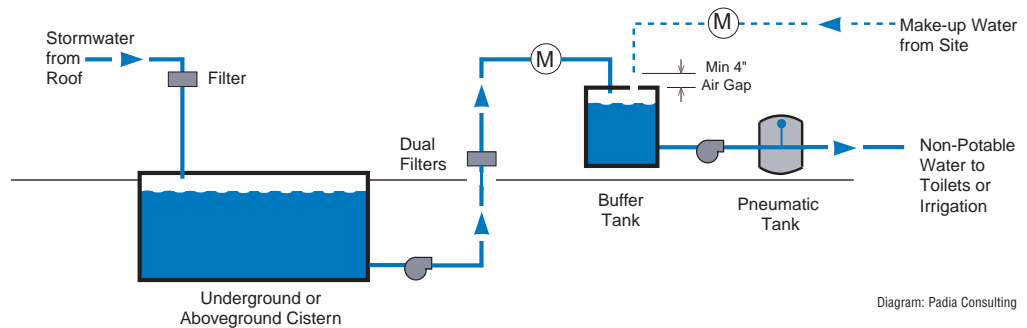 Stormwater
from
Roof
Filter
Dual
Filters
M
M
Min 4"
Air Gap
Make-up Water
from Site
Buffer
Tank
Pneumatic
Tank
Non-Potable
Water to
Toilets or
Irrigation
Underground or
Aboveground Cistern
Diagram: Padia Consulting